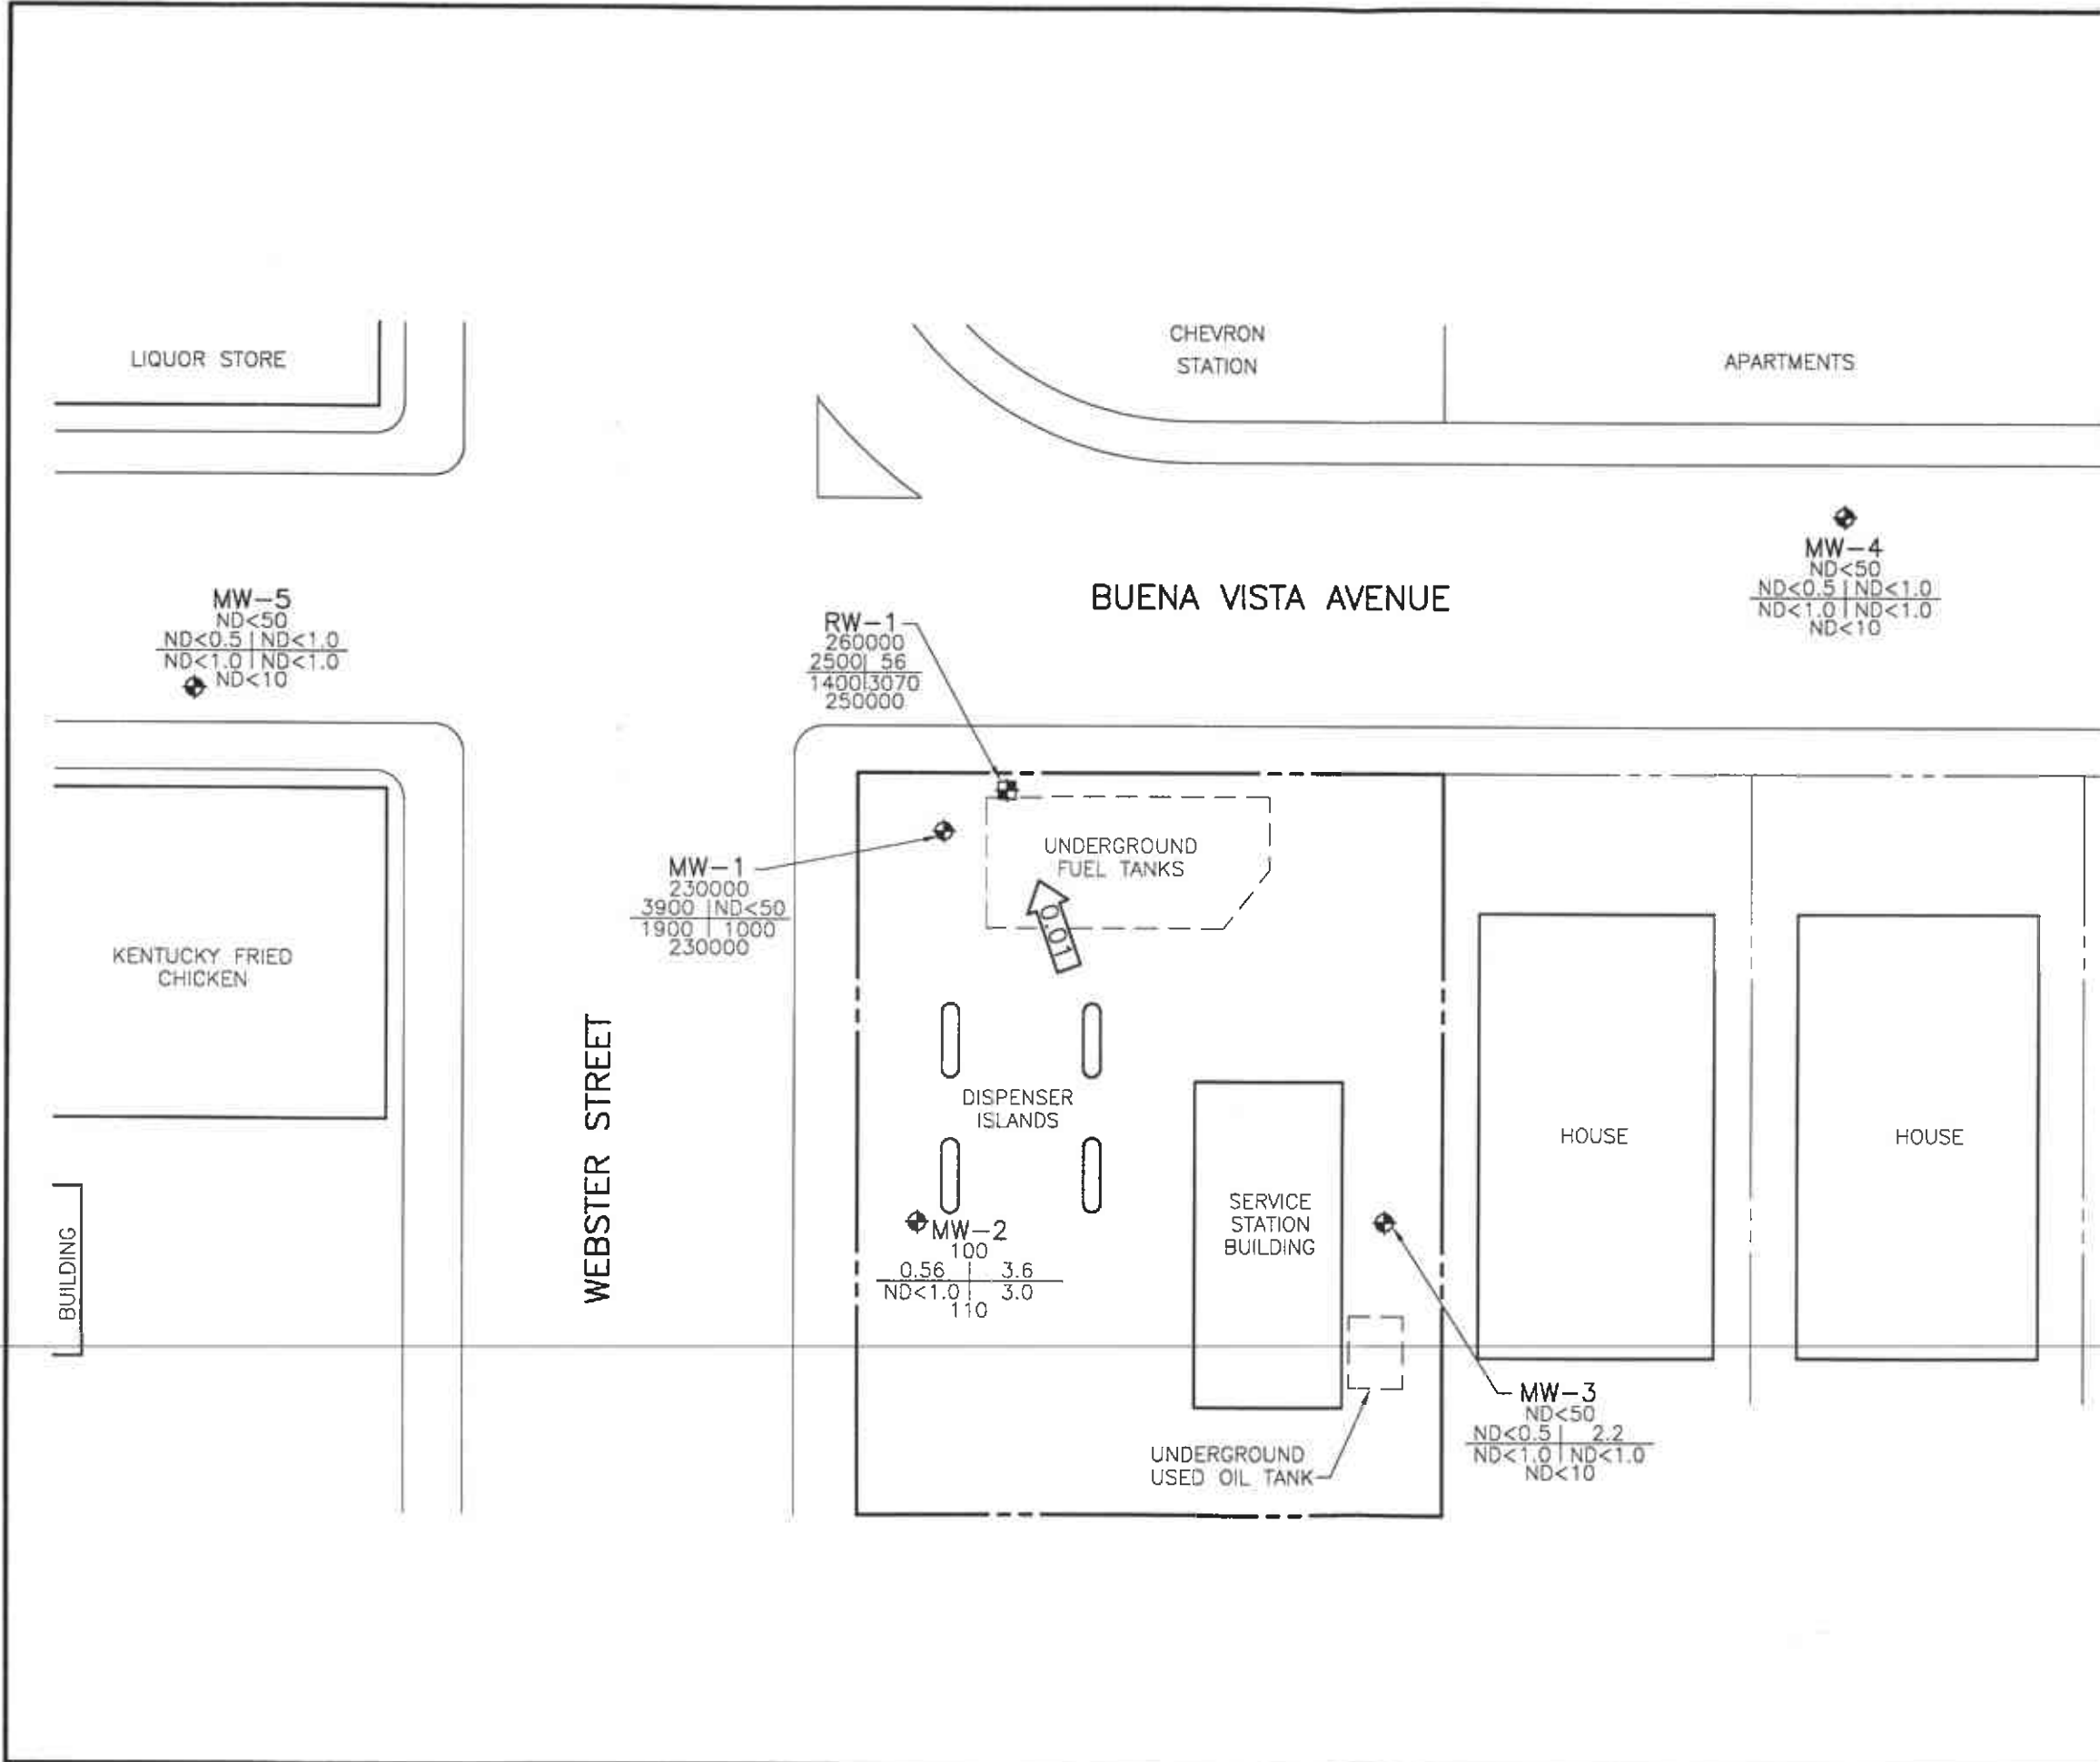 LIQUOR STORE
CHEVRON
STATION
APARTMENTS
MW-4
ND<50
ND<0.5 | ND<1.0
ND<1.0 | ND<1.0
ND<10
BUENA VISTA AVENUE
MW-5
ND<50
ND<0.5 | ND<1.0
ND<1.0 | ND<1.0
ND<10
RW-1
260000
2500 | 56
1400 | 3070
250000
UNDERGROUND
FUEL TANKS
MW-1
230000
3900 | ND<50
1900 | 1000
230000
0.01
KENTUCKY FRIED
CHICKEN
WEBSTER STREET
DISPENSER
ISLANDS
HOUSE
HOUSE
SERVICE
STATION
BUILDING
BUILDING
MW-2
100
0.56 | 3.6
ND<1.0 | 3.0
110
MW-3
ND<50
ND<0.5 | 2.2
ND<1.0 | ND<1.0
ND<10
UNDERGROUND
USED OIL TANK